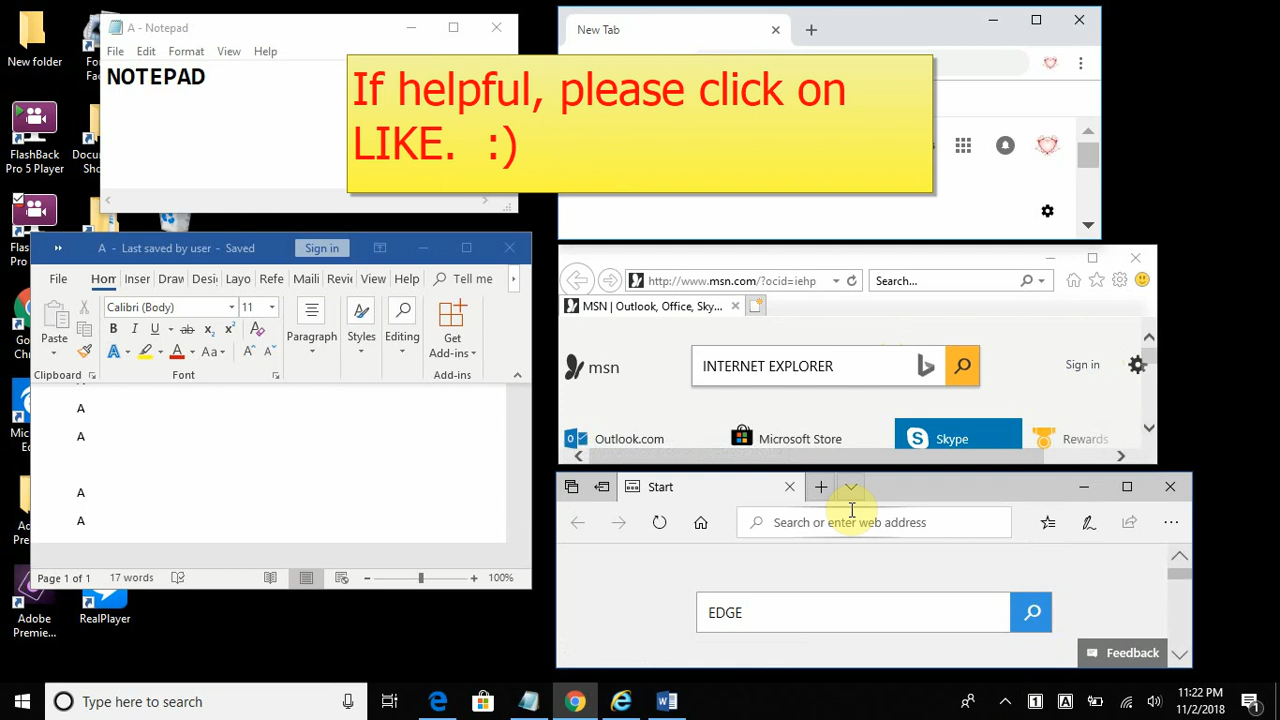 New folder
FlashBack
Pro 5 Player
A - Notepad
File Edit Format View Help
NOTEPAD
If helpful, please click on
LIKE. :)
New Tab
A - Last saved by user - Saved
Sign in
File Hom Inser Draw Desig Layo Refe Maili Revie View Help Tell me
Calibri (Body) 11
Paste
Paragraph
Styles
Editing
Get
Add-ins
Clipboard
Font
Add-ins
A
A
A
A
Page 1 of 1 17 words
100%
http://www.msn.com/?ocid=iehp
Search...
MSN | Outlook, Office, Sky...
msn
INTERNET EXPLORER
Sign in
Outlook.com
Microsoft Store
Skype
Rewards
Start
Search or enter web address
EDGE
Feedback
Adobe
Premie...
RealPlayer
Type here to search
1
A
11:22 PM
11/2/2018
1